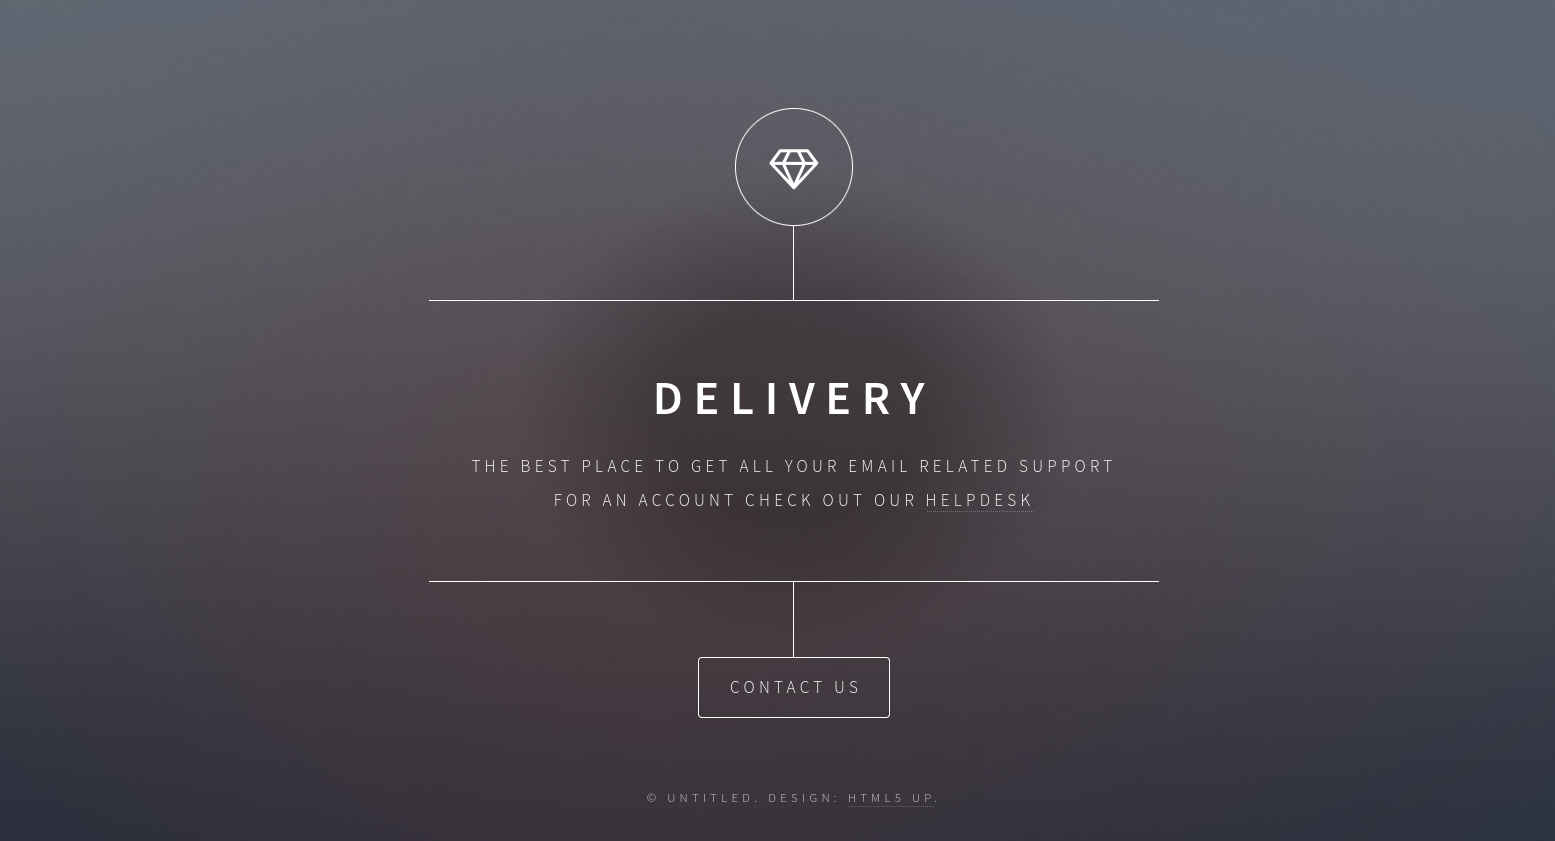 DELIVERY
THE BEST PLACE TO GET ALL YOUR EMAIL RELATED SUPPORT
FOR AN ACCOUNT CHECK OUT OUR HELPDESK
CONTACT US
© UNTITLED. DESIGN: HTML5 UP.